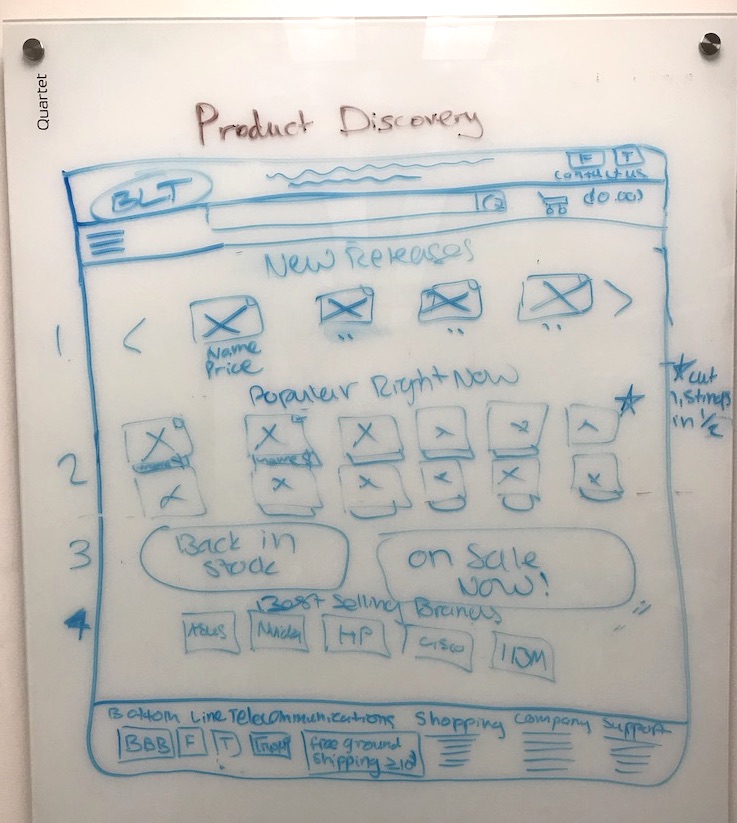 Quartet
Product Discovery
F T
contact us
BLT
(0.00)
New Releases
1. < >
Name
Price
Popular Right Now
cut
listings
in 1/2
2
name $ name $
3
Back in
stock
on Sale
NOW!
4
Best Selling Brands
Asus Nvidia HP Cisco IBM
Bottom Line Telecommunications Shopping Company Support
BBB F T
free ground
shipping